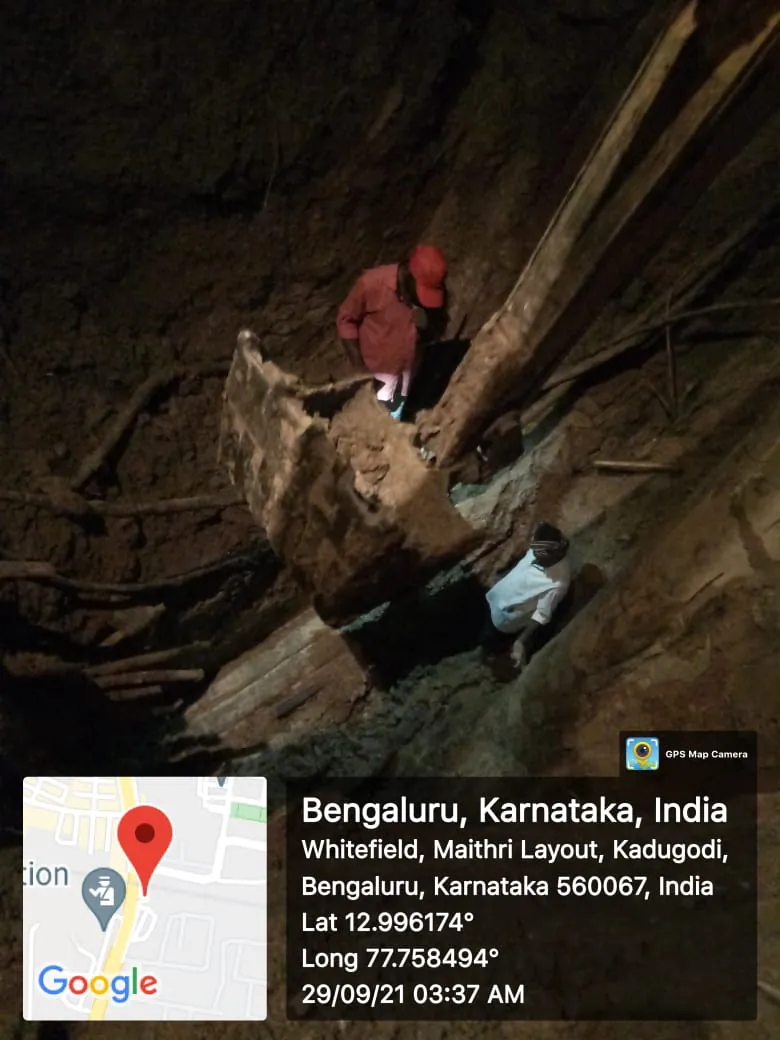 GPS Map Camera
Bengaluru, Karnataka, India
Whitefield, Maithri Layout, Kadugodi,
Bengaluru, Karnataka 560067, India
Lat 12.996174°
Long 77.758494°
29/09/21 03:37 AM
tion
Google